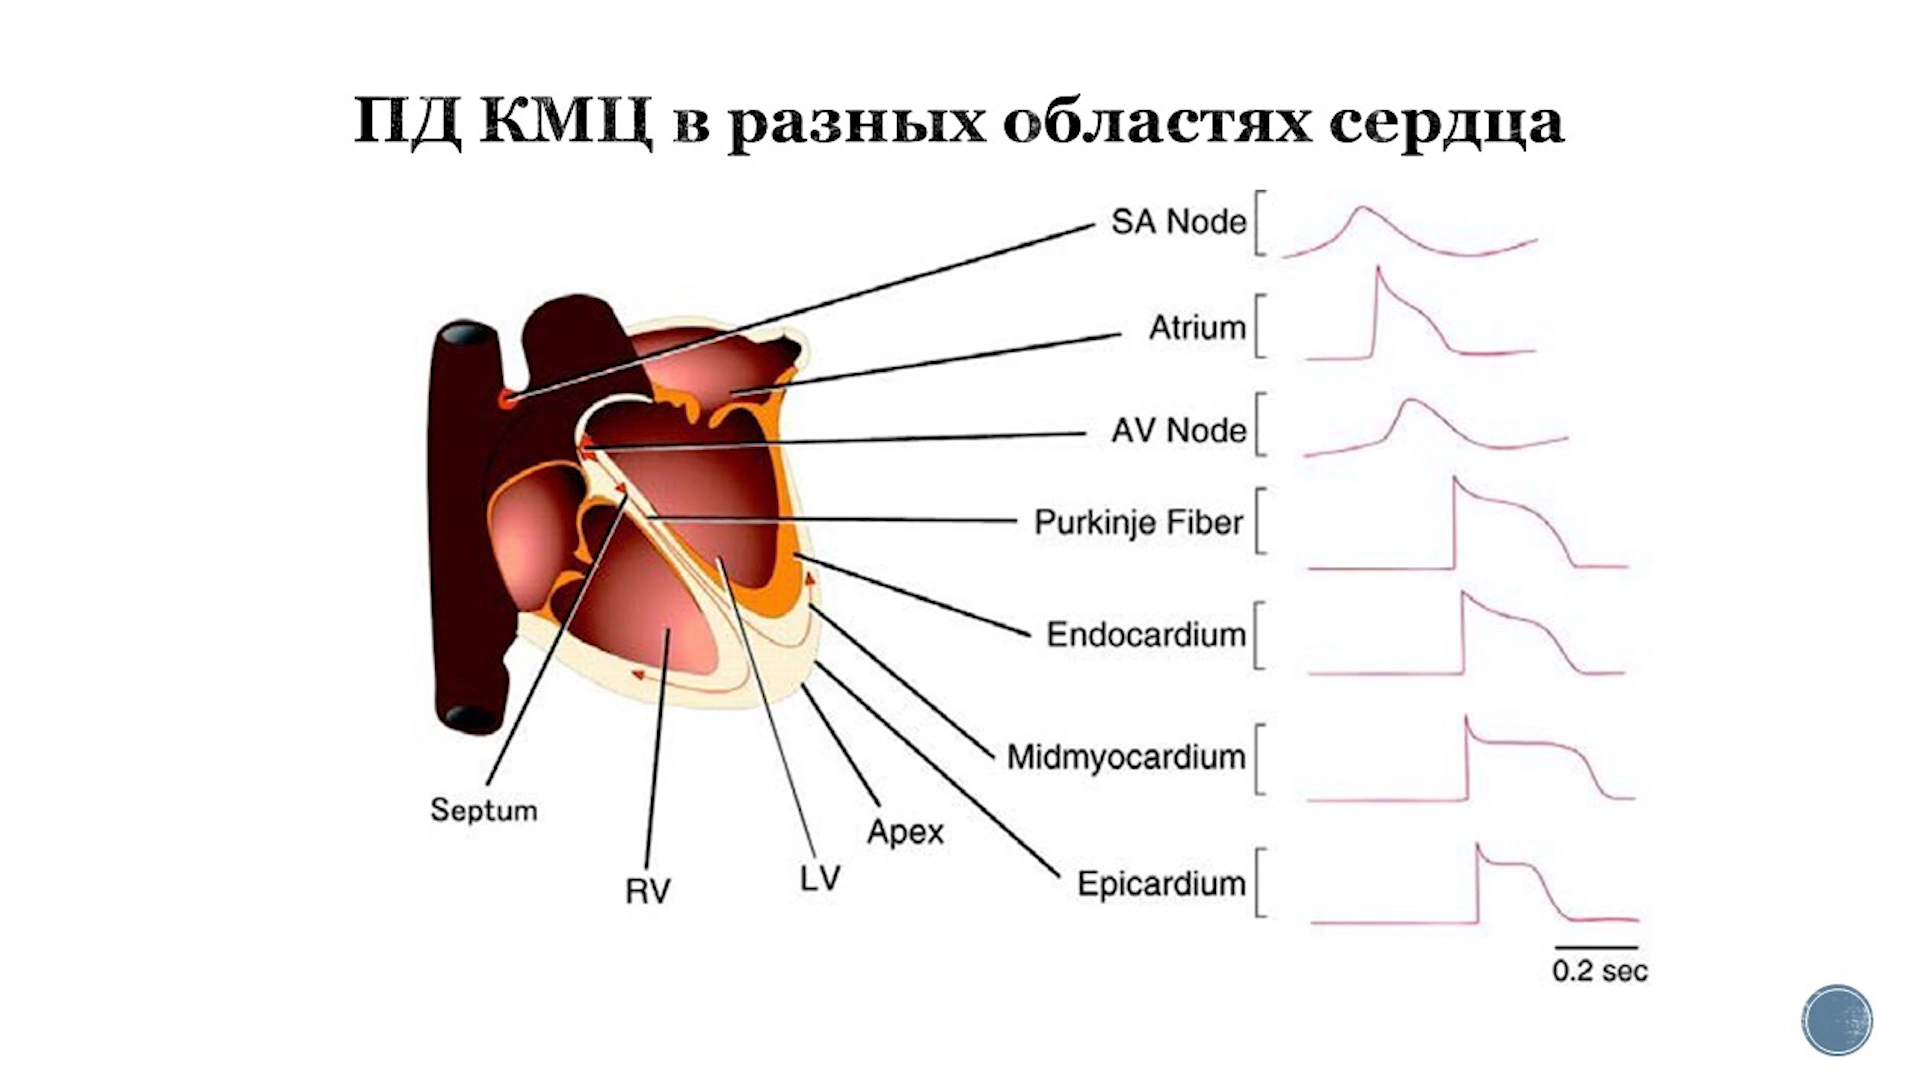 ПД КМЦ в разных областях сердца
SA Node
Atrium
AV Node
Purkinje Fiber
Endocardium
Midmyocardium
Epicardium
Septum
RV
LV
Apex
0.2 sec